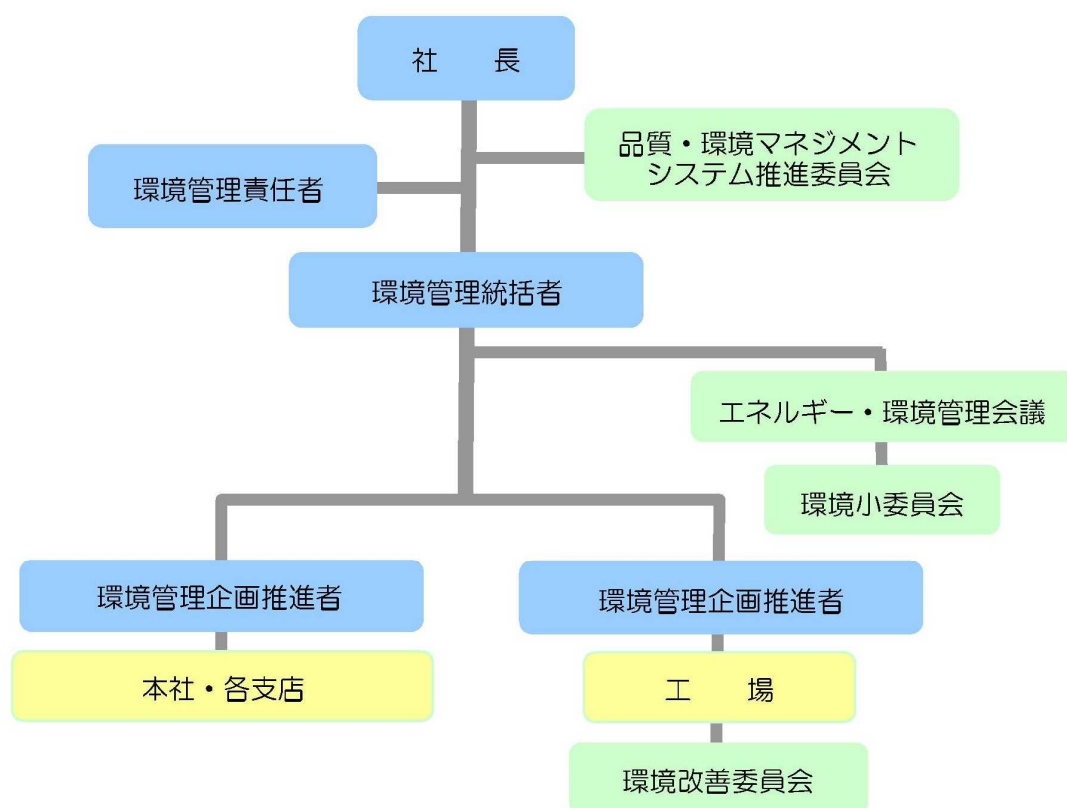 社　　長
品質・環境マネジメント
システム推進委員会
環境管理責任者
環境管理統括者
エネルギー・環境管理会議
環境小委員会
環境管理企画推進者
環境管理企画推進者
本社・各支店
工　　場
環境改善委員会